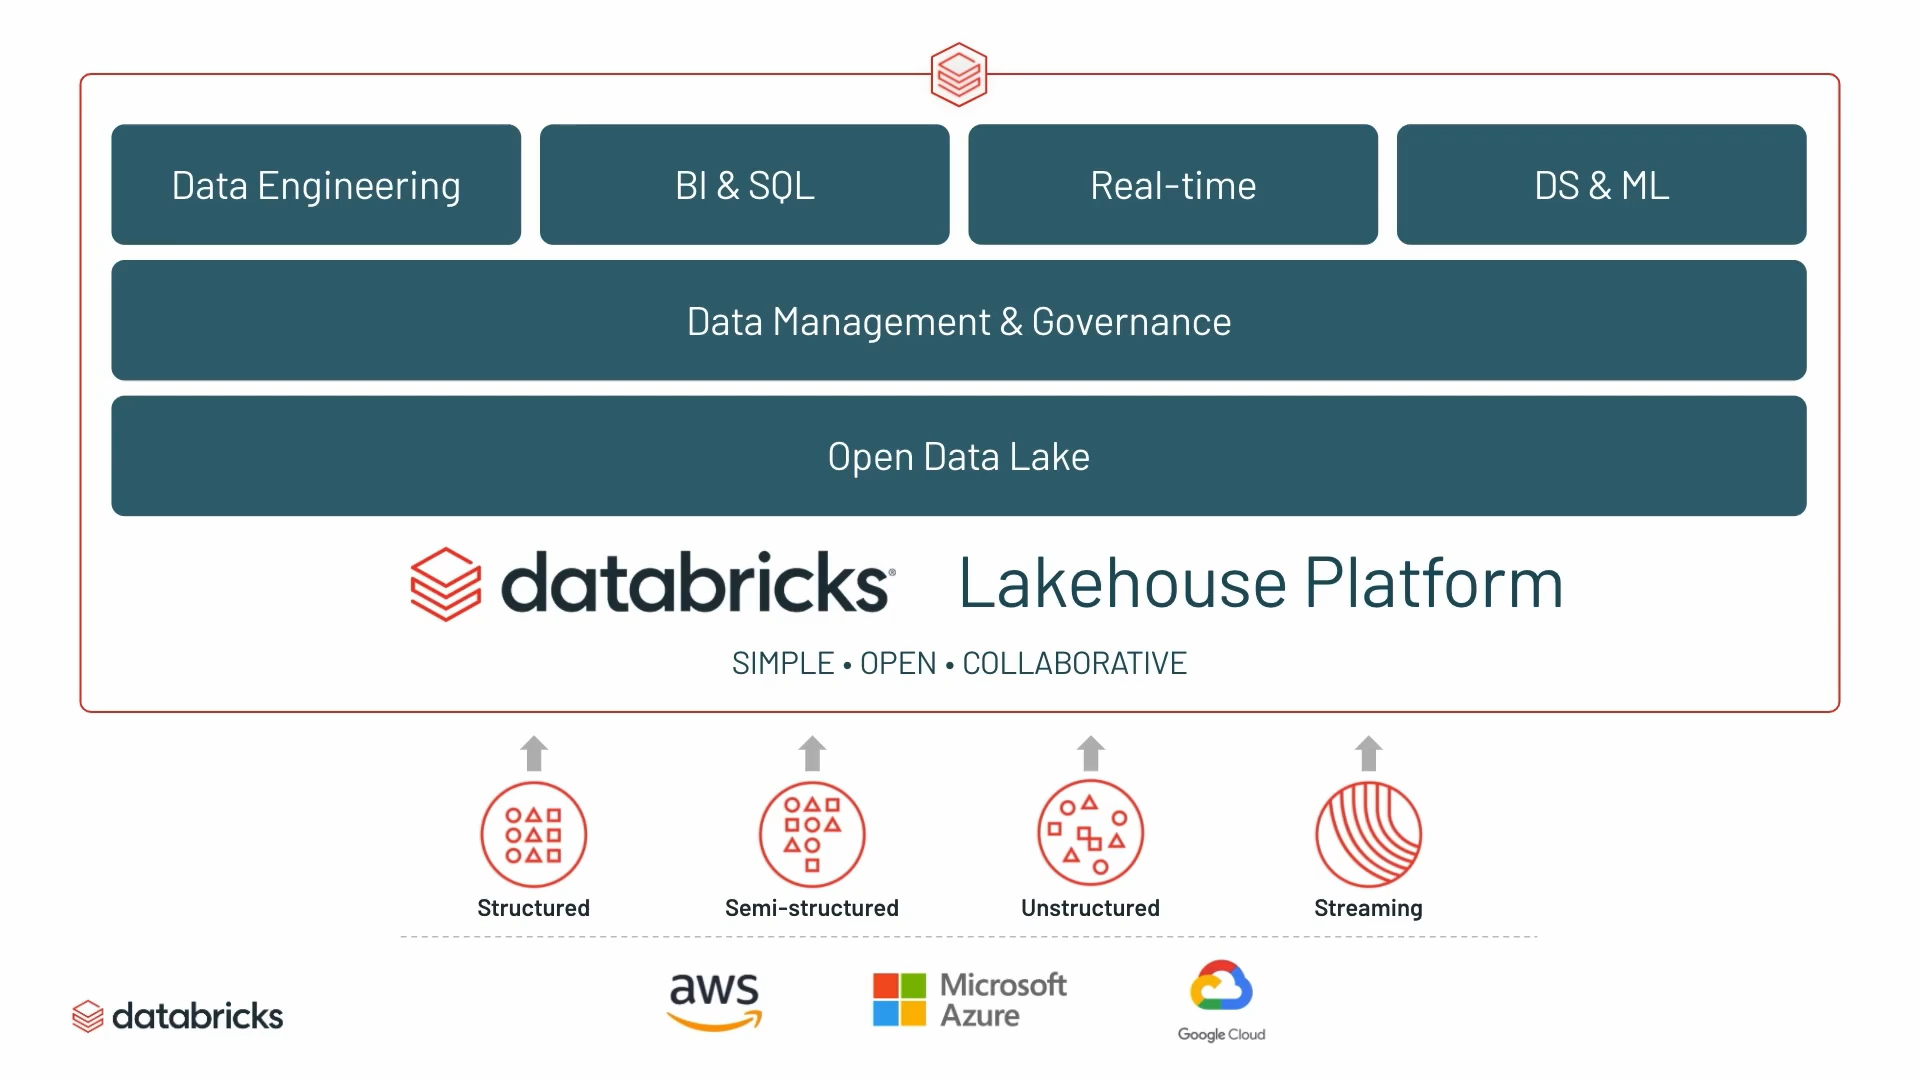 Data Engineering
BI & SQL
Real-time
DS & ML
Data Management & Governance
Open Data Lake
databricks® Lakehouse Platform
SIMPLE • OPEN • COLLABORATIVE
Structured
Semi-structured
Unstructured
Streaming
databricks
aws
Microsoft
Azure
Google Cloud